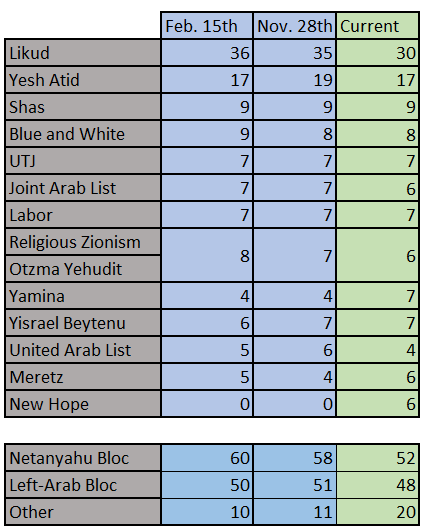 Feb. 15th Nov. 28th Current
Likud 36 35 30
Yesh Atid 17 19 17
Shas 9 9 9
Blue and White 9 8 8
UTJ 7 7 7
Joint Arab List 7 7 6
Labor 7 7 7
Religious Zionism
8 7 6
Otzma Yehudit
Yamina 4 4 7
Yisrael Beytenu 6 7 7
United Arab List 5 6 4
Meretz 5 4 6
New Hope 0 0 6
Netanyahu Bloc 60 58 52
Left-Arab Bloc 50 51 48
Other 10 11 20